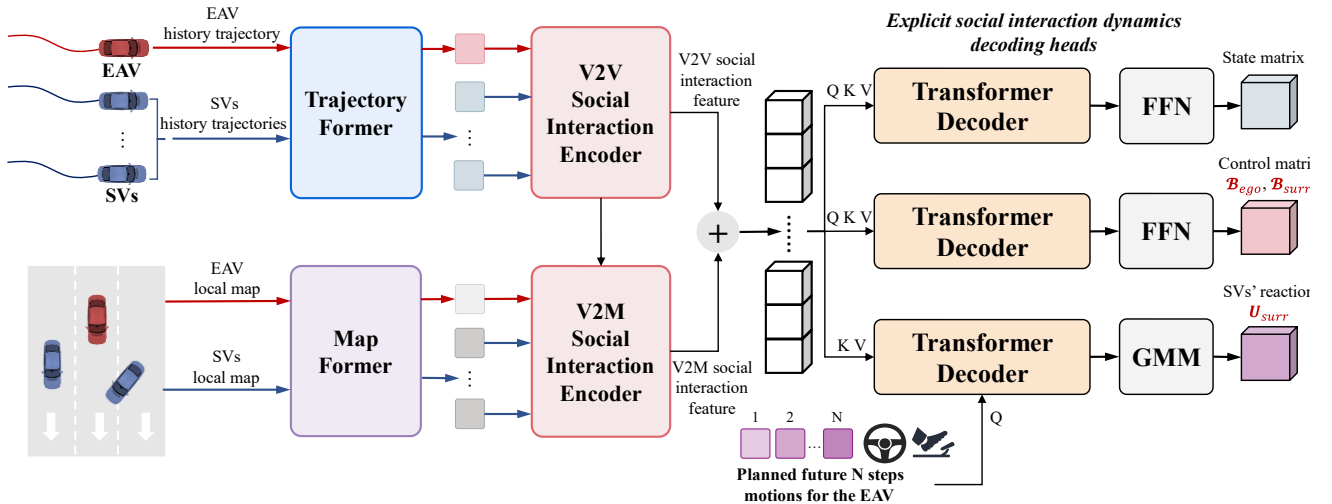 EAV
history trajectory
EAV
SVs
history trajectories
SVs
Trajectory
Former
V2V
Social
Interaction
Encoder
V2V social
interaction
feature
EAV
local map
SVs
local map
Map
Former
V2M
Social
Interaction
Encoder
V2M social
interaction
feature
+
Explicit social interaction dynamics
decoding heads
Q K V
Transformer
Decoder
FFN
State matrix
Q K V
Transformer
Decoder
FFN
Control matri
𝓑ego, 𝓑surr
K V
Transformer
Decoder
GMM
SVs' reaction
Usurr
Q
1 2 ... N
Planned future N steps
motions for the EAV